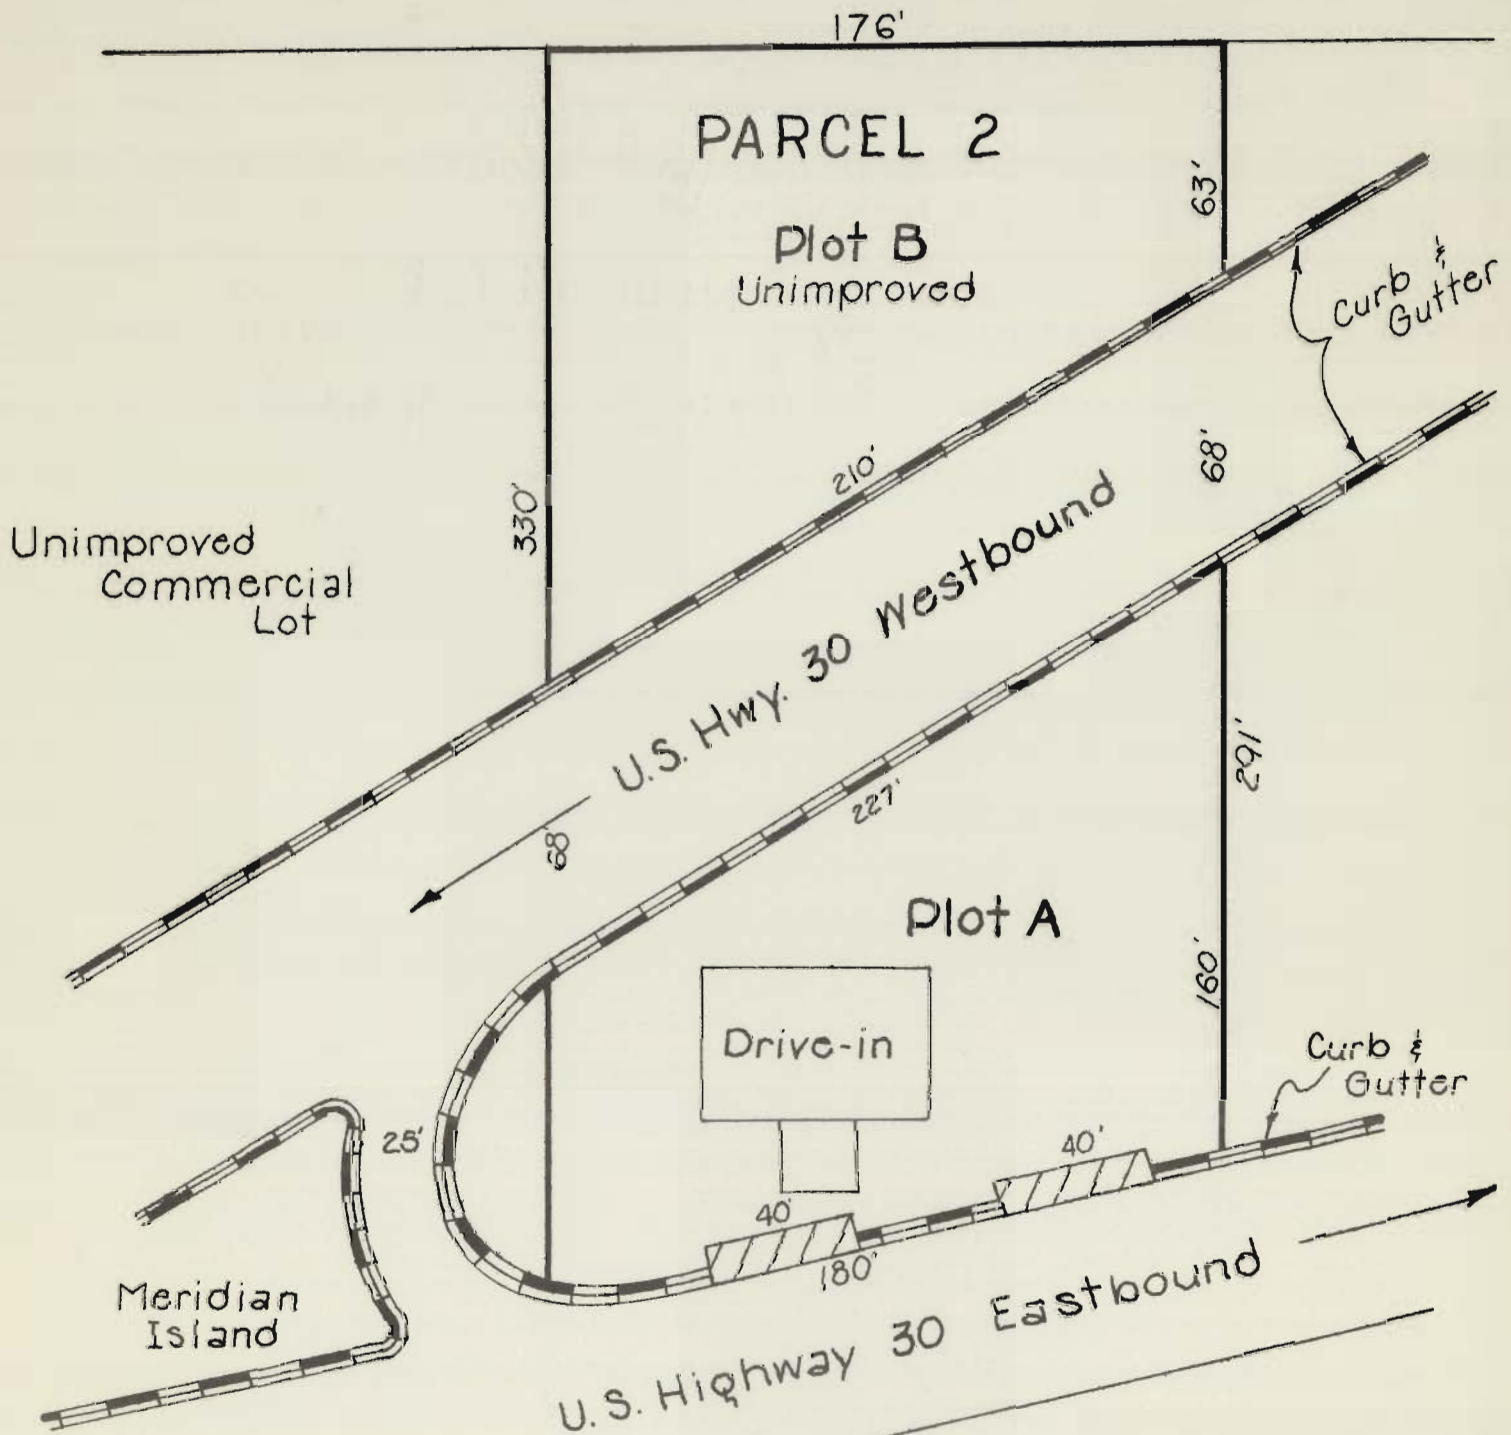 176'
PARCEL 2
63'
Plot B
Unimproved
Curb &
Gutter
210'
68'
330'
Unimproved
Commercial
Lot
U.S. Hwy. 30 Westbound
291'
227'
68'
Plot A
160'
Drive-in
Curb &
Gutter
25'
40'
40'
180'
Meridian
Island
U.S. Highway 30 Eastbound